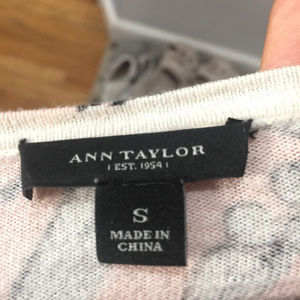 ANN TAYLOR
| EST. 1954 |
S
MADE IN
CHINA